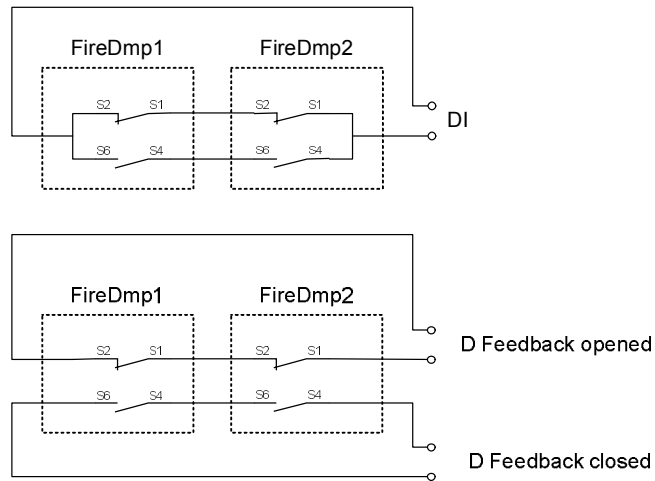 FireDmp1 FireDmp2
S2 S1 S2 S1
DI
S6 S4 S6 S4
FireDmp1 FireDmp2
D Feedback opened
S2 S1 S2 S1
S6 S4 S6 S4
D Feedback closed